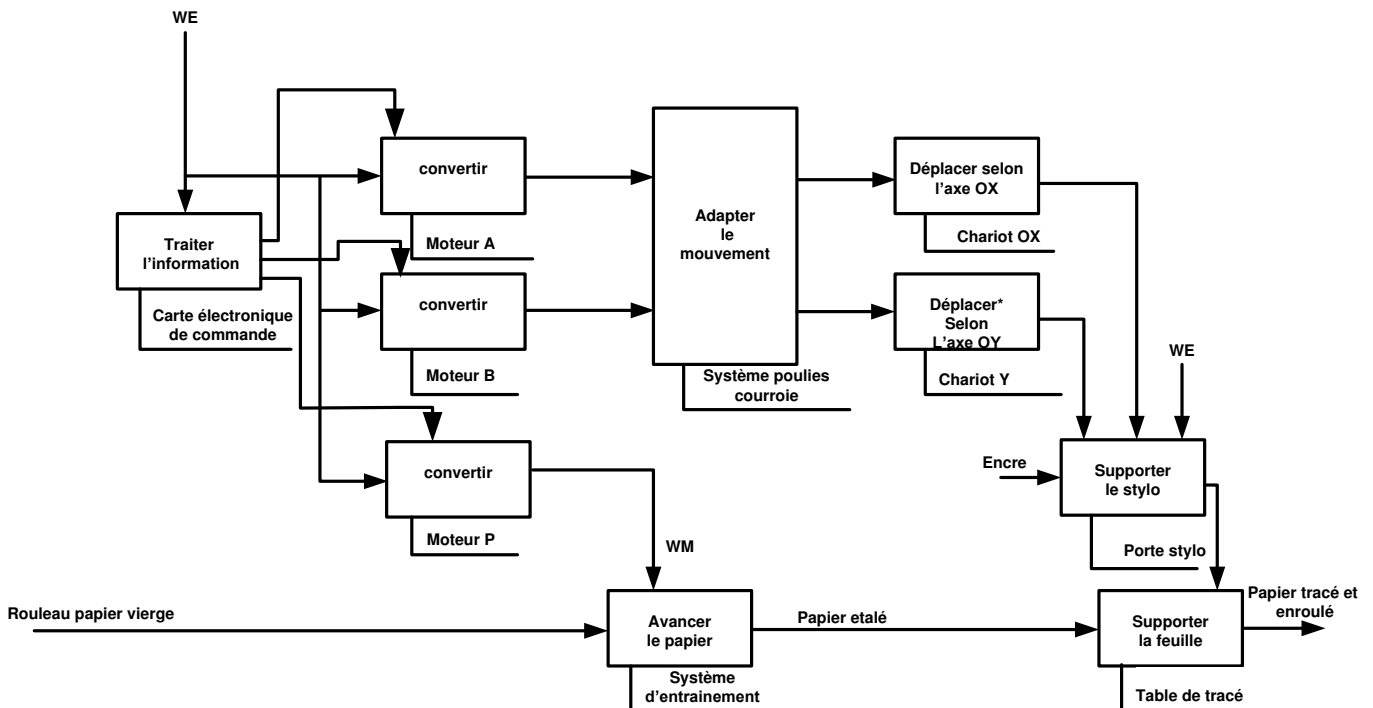 WE
convertir
Moteur A
Traiter
l'information
Carte électronique
de commande
convertir
Moteur B
convertir
Moteur P
Adapter
le
mouvement
Système poulies
courroie
Déplacer selon
l'axe OX
Chariot OX
Déplacer*
Selon
L'axe OY
Chariot Y
WE
Encre
Supporter
le stylo
Porte stylo
WM
Rouleau papier vierge
Avancer
le papier
Système
d'entrainement
Papier etalé
Supporter
la feuille
Table de tracé
Papier tracé et
enroulé